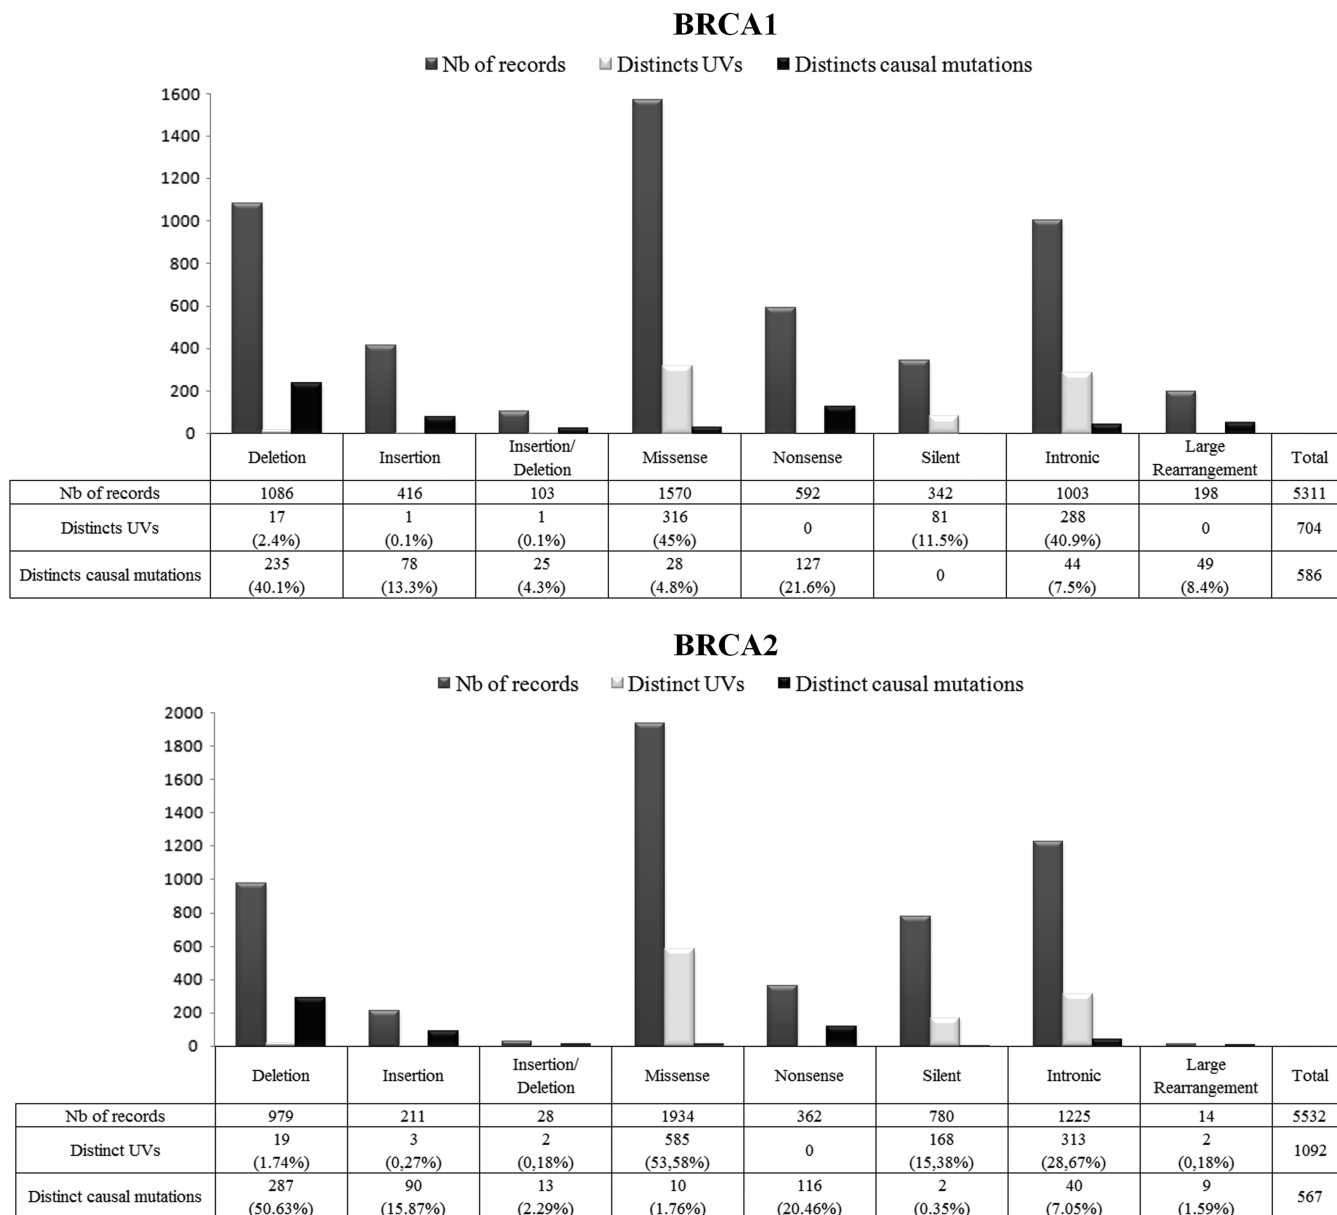 BRCA1
Nb of records Distincts UVs Distincts causal mutations
1600
1400
1200
1000
800
600
400
200
0
Deletion Insertion Insertion/ Deletion Missense Nonsense Silent Intronic Large Rearrangement Total
Nb of records 1086 416 103 1570 592 342 1003 198 5311
Distincts UVs 17 (2.4%) 1 (0.1%) 1 (0.1%) 316 (45%) 0 81 (11.5%) 288 (40.9%) 0 704
Distincts causal mutations 235 (40.1%) 78 (13.3%) 25 (4.3%) 28 (4.8%) 127 (21.6%) 0 44 (7.5%) 49 (8.4%) 586
BRCA2
Nb of records Distinct UVs Distinct causal mutations
2000
1800
1600
1400
1200
1000
800
600
400
200
0
Deletion Insertion Insertion/ Deletion Missense Nonsense Silent Intronic Large Rearrangement Total
Nb of records 979 211 28 1934 362 780 1225 14 5532
Distinct UVs 19 (1.74%) 3 (0,27%) 2 (0,18%) 585 (53,58%) 0 168 (15,38%) 313 (28,67%) 2 (0,18%) 1092
Distinct causal mutations 287 (50.63%) 90 (15.87%) 13 (2.29%) 10 (1.76%) 116 (20.46%) 2 (0.35%) 40 (7.05%) 9 (1.59%) 567